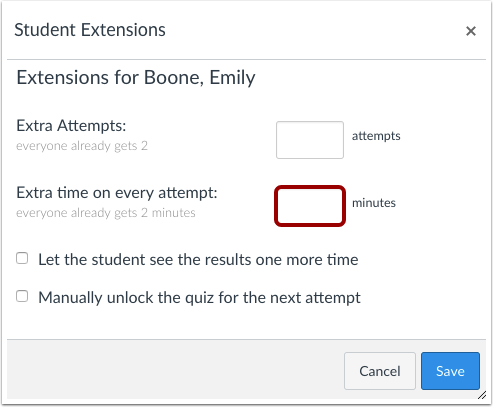 Student Extensions ×
Extensions for Boone, Emily
Extra Attempts:
everyone already gets 2
attempts
Extra time on every attempt:
everyone already gets 2 minutes
minutes
Let the student see the results one more time
Manually unlock the quiz for the next attempt
Cancel Save